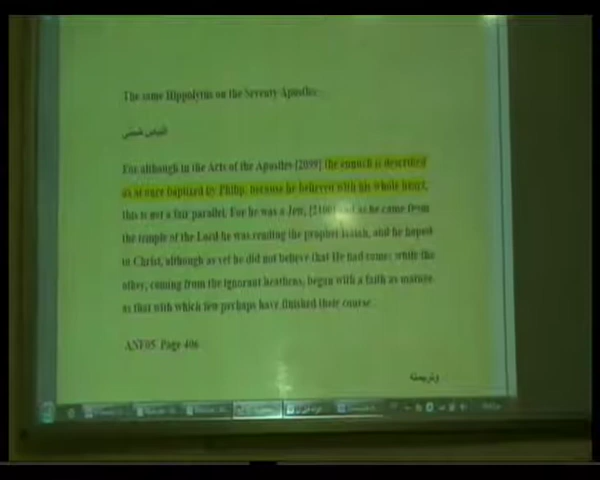 The same Hippolytus on the Seventy Apostles
اقتباس ضمني
For although in the Acts of the Apostles [2099] the eunuch is described
as at once baptized by Philip, because he believed with his whole heart,
this is not a fair parallel. For he was a Jew, [2100] and as he came from
the temple of the Lord he was reading the prophet Isaiah, and he hoped
in Christ, although as yet he did not believe that He had come; while the
other, coming from the ignorant heathens, began with a faith as mature
as that with which few perhaps have finished their course.
ANF05 Page 406
وترجمته